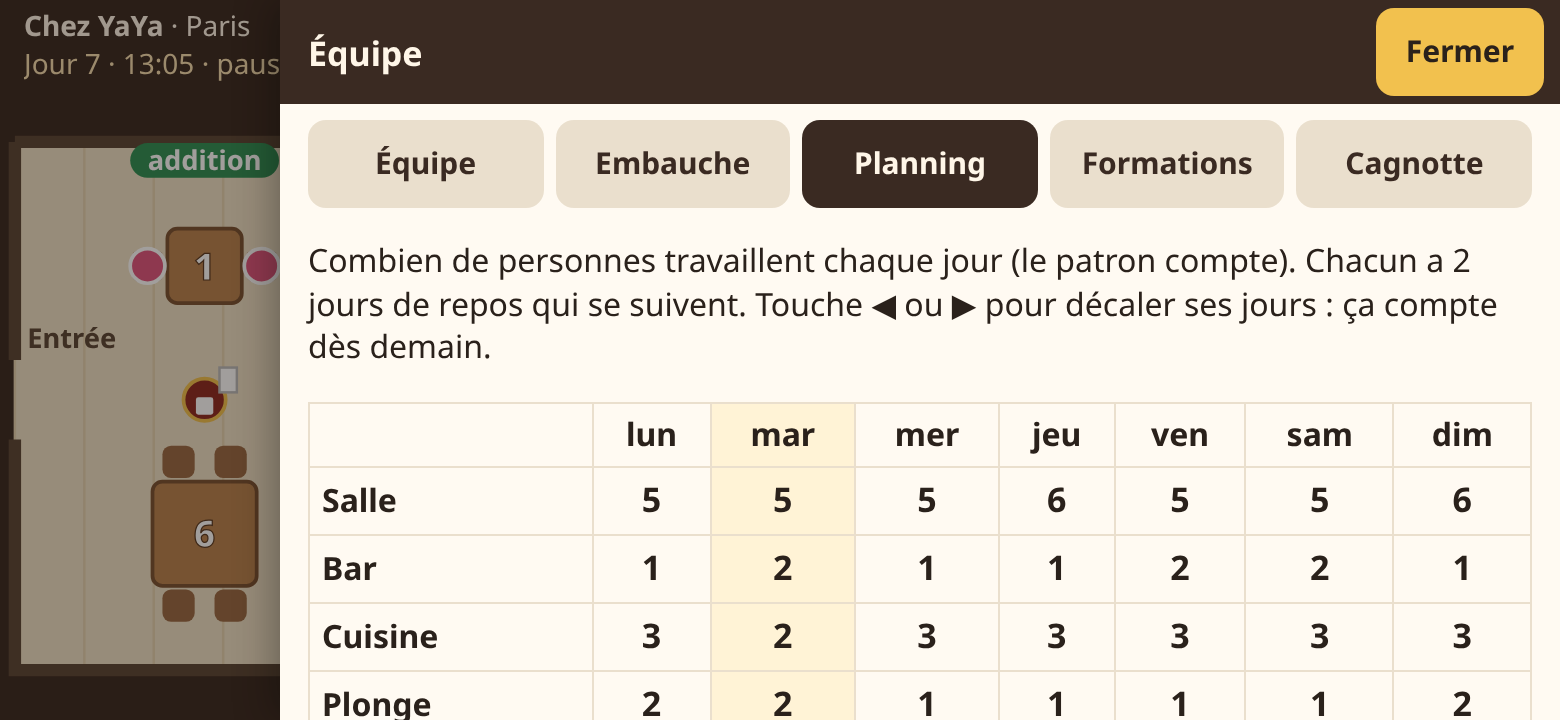 Chez YaYa · Paris
Jour 7 · 13:05 · paus
addition
1
Entrée
6
Équipe
Fermer
Équipe Embauche Planning Formations Cagnotte
Combien de personnes travaillent chaque jour (le patron compte). Chacun a 2
jours de repos qui se suivent. Touche ◀ ou ▶ pour décaler ses jours : ça compte
dès demain.
lun mar mer jeu ven sam dim
Salle 5 5 5 6 5 5 6
Bar 1 2 1 1 2 2 1
Cuisine 3 2 3 3 3 3 3
Plonge 2 2 1 1 1 1 2